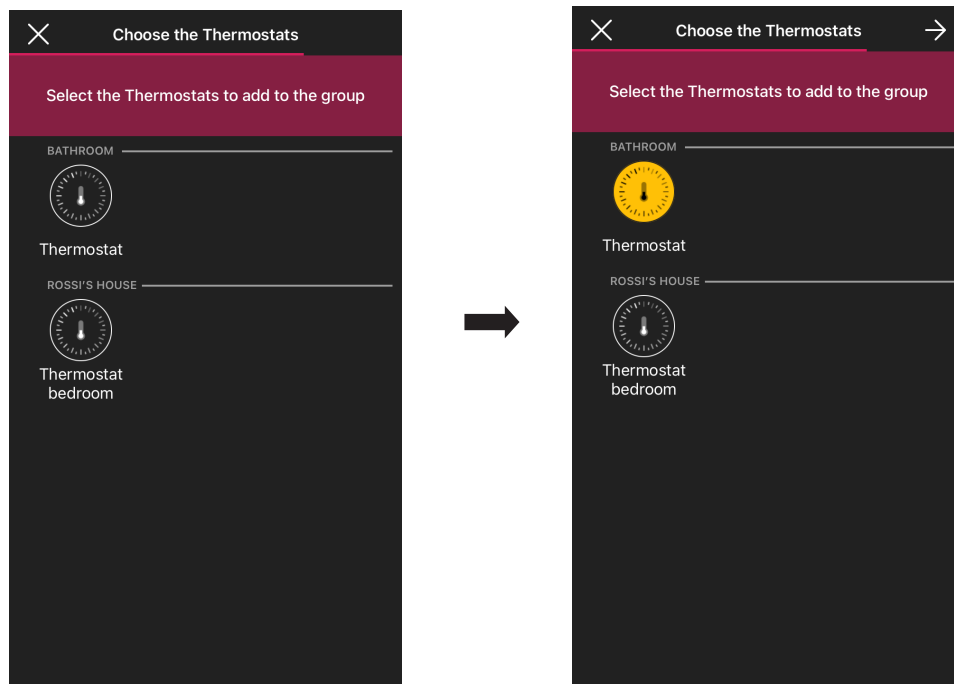 Choose the Thermostats
Select the Thermostats to add to the group
BATHROOM
Thermostat
ROSSI'S HOUSE
Thermostat
bedroom
Choose the Thermostats
Select the Thermostats to add to the group
BATHROOM
Thermostat
ROSSI'S HOUSE
Thermostat
bedroom